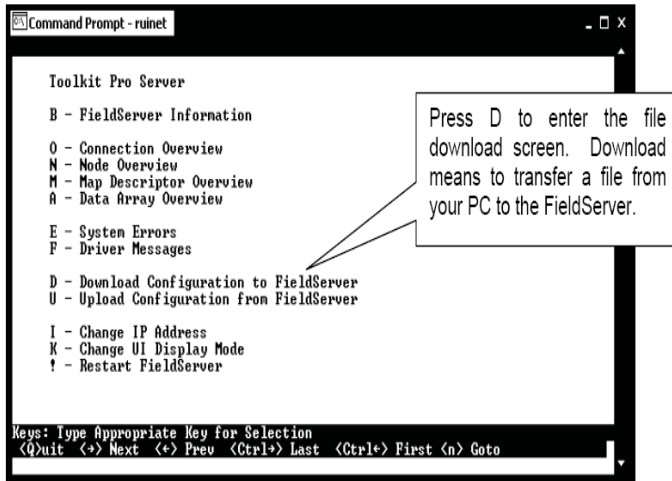 Command Prompt - ruinet
Toolkit Pro Server
B - FieldServer Information
O - Connection Overview
N - Node Overview
M - Map Descriptor Overview
A - Data Array Overview
E - System Errors
F - Driver Messages
D - Download Configuration to FieldServer
U - Upload Configuration from FieldServer
I - Change IP Address
K - Change UI Display Mode
! - Restart FieldServer
Keys: Type Appropriate Key for Selection
<Q>uit <→> Next <←> Prev <Ctrl→> Last <Ctrl←> First <n> Goto
Press D to enter the file
download screen. Download
means to transfer a file from
your PC to the FieldServer.